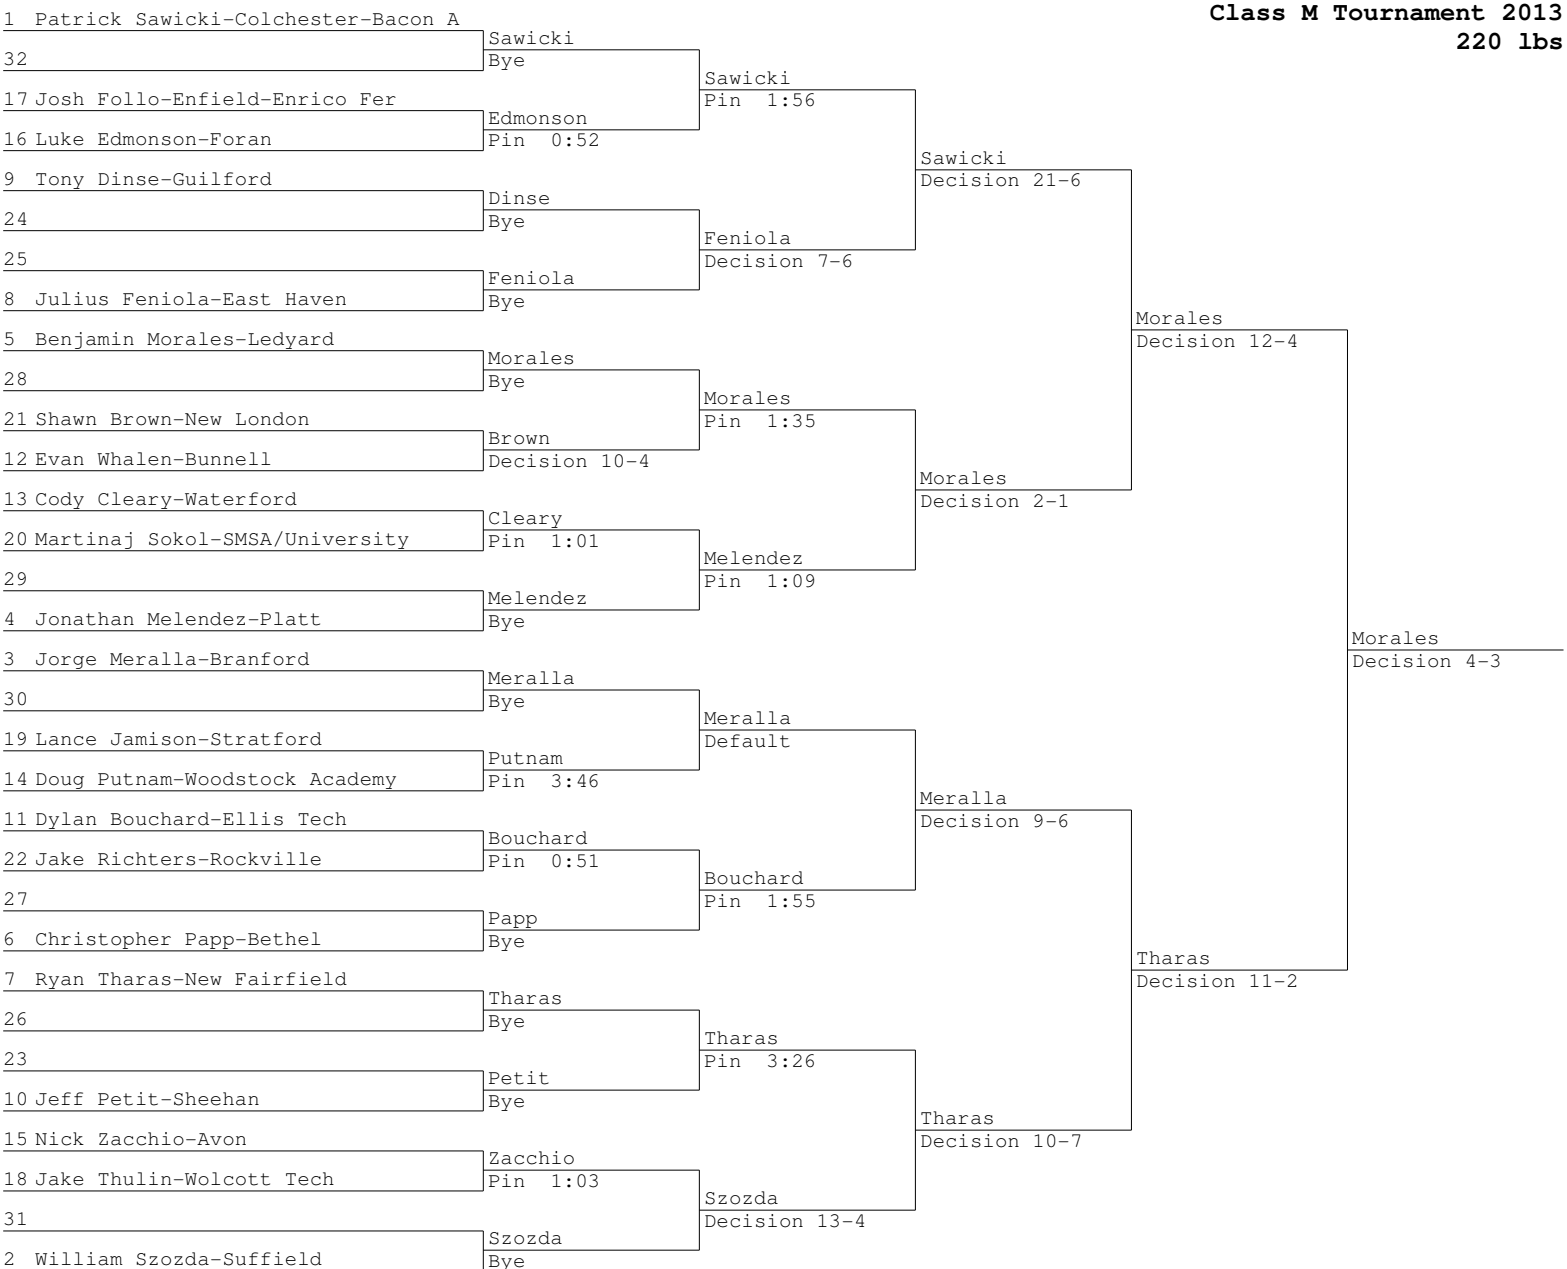 Class M Tournament 2013
220 lbs
1 Patrick Sawicki-Colchester-Bacon A
32
17 Josh Follo-Enfield-Enrico Fer
16 Luke Edmonson-Foran
9 Tony Dinse-Guilford
24
25
8 Julius Feniola-East Haven
5 Benjamin Morales-Ledyard
28
21 Shawn Brown-New London
12 Evan Whalen-Bunnell
13 Cody Cleary-Waterford
20 Martinaj Sokol-SMSA/University
29
4 Jonathan Melendez-Platt
3 Jorge Meralla-Branford
30
19 Lance Jamison-Stratford
14 Doug Putnam-Woodstock Academy
11 Dylan Bouchard-Ellis Tech
22 Jake Richters-Rockville
27
6 Christopher Papp-Bethel
7 Ryan Tharas-New Fairfield
26
23
10 Jeff Petit-Sheehan
15 Nick Zacchio-Avon
18 Jake Thulin-Wolcott Tech
31
2 William Szozda-Suffield
Sawicki
Bye
Edmonson
Pin 0:52
Dinse
Bye
Feniola
Bye
Morales
Bye
Brown
Decision 10-4
Cleary
Pin 1:01
Melendez
Bye
Meralla
Bye
Putnam
Pin 3:46
Bouchard
Pin 0:51
Papp
Bye
Tharas
Bye
Petit
Bye
Zacchio
Pin 1:03
Szozda
Bye
Sawicki
Pin 1:56
Feniola
Decision 7-6
Morales
Pin 1:35
Melendez
Pin 1:09
Meralla
Default
Bouchard
Pin 1:55
Tharas
Pin 3:26
Szozda
Decision 13-4
Sawicki
Decision 21-6
Morales
Decision 2-1
Meralla
Decision 9-6
Tharas
Decision 10-7
Morales
Decision 12-4
Tharas
Decision 11-2
Morales
Decision 4-3